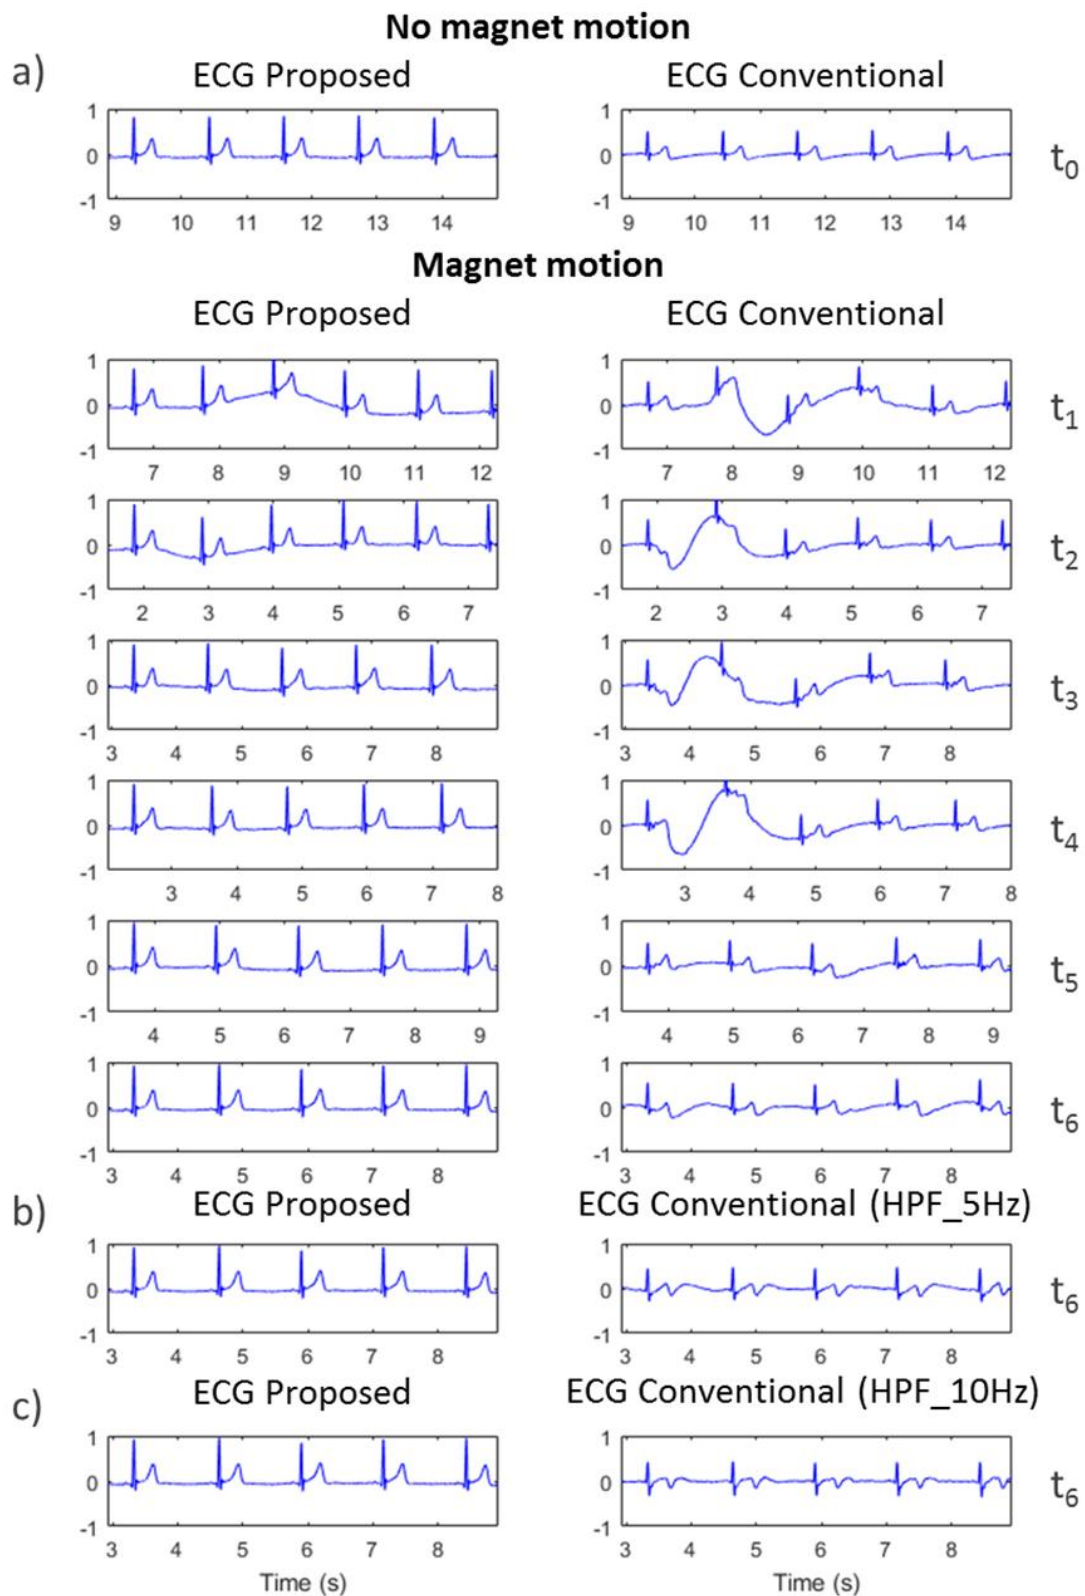 No magnet motion
a)
ECG Proposed ECG Conventional
1 1
0 0 t0
-1 -1
9 10 11 12 13 14 9 10 11 12 13 14
Magnet motion
ECG Proposed ECG Conventional
1 1
0 0 t1
-1 -1
7 8 9 10 11 12 7 8 9 10 11 12
1 1
0 0 t2
-1 -1
2 3 4 5 6 7 2 3 4 5 6 7
1 1
0 0 t3
-1 -1
3 4 5 6 7 8 3 4 5 6 7 8
1 1
0 0 t4
-1 -1
3 4 5 6 7 8 3 4 5 6 7 8
1 1
0 0 t5
-1 -1
4 5 6 7 8 9 4 5 6 7 8 9
1 1
0 0 t6
-1 -1
3 4 5 6 7 8 3 4 5 6 7 8
b) ECG Proposed ECG Conventional (HPF_5Hz)
1 1
0 0 t6
-1 -1
3 4 5 6 7 8 3 4 5 6 7 8
c) ECG Proposed ECG Conventional (HPF_10Hz)
1 1
0 0 t6
-1 -1
3 4 5 6 7 8 3 4 5 6 7 8
Time (s) Time (s)